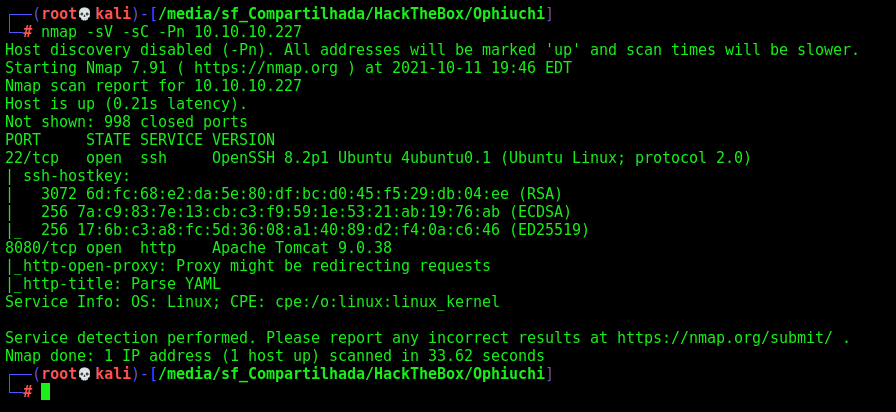 ┌──(root💀kali)-[/media/sf_Compartilhada/HackTheBox/Ophiuchi]
└─# nmap -sV -sC -Pn 10.10.10.227
Host discovery disabled (-Pn). All addresses will be marked 'up' and scan times will be slower.
Starting Nmap 7.91 ( https://nmap.org ) at 2021-10-11 19:46 EDT
Nmap scan report for 10.10.10.227
Host is up (0.21s latency).
Not shown: 998 closed ports
PORT     STATE SERVICE VERSION
22/tcp   open  ssh     OpenSSH 8.2p1 Ubuntu 4ubuntu0.1 (Ubuntu Linux; protocol 2.0)
| ssh-hostkey:
|   3072 6d:fc:68:e2:da:5e:80:df:bc:d0:45:f5:29:db:04:ee (RSA)
|   256 7a:c9:83:7e:13:cb:c3:f9:59:1e:53:21:ab:19:76:ab (ECDSA)
|_  256 17:6b:c3:a8:fc:5d:36:08:a1:40:89:d2:f4:0a:c6:46 (ED25519)
8080/tcp open  http    Apache Tomcat 9.0.38
|_http-open-proxy: Proxy might be redirecting requests
|_http-title: Parse YAML
Service Info: OS: Linux; CPE: cpe:/o:linux:linux_kernel

Service detection performed. Please report any incorrect results at https://nmap.org/submit/ .
Nmap done: 1 IP address (1 host up) scanned in 33.62 seconds
┌──(root💀kali)-[/media/sf_Compartilhada/HackTheBox/Ophiuchi]
└─#